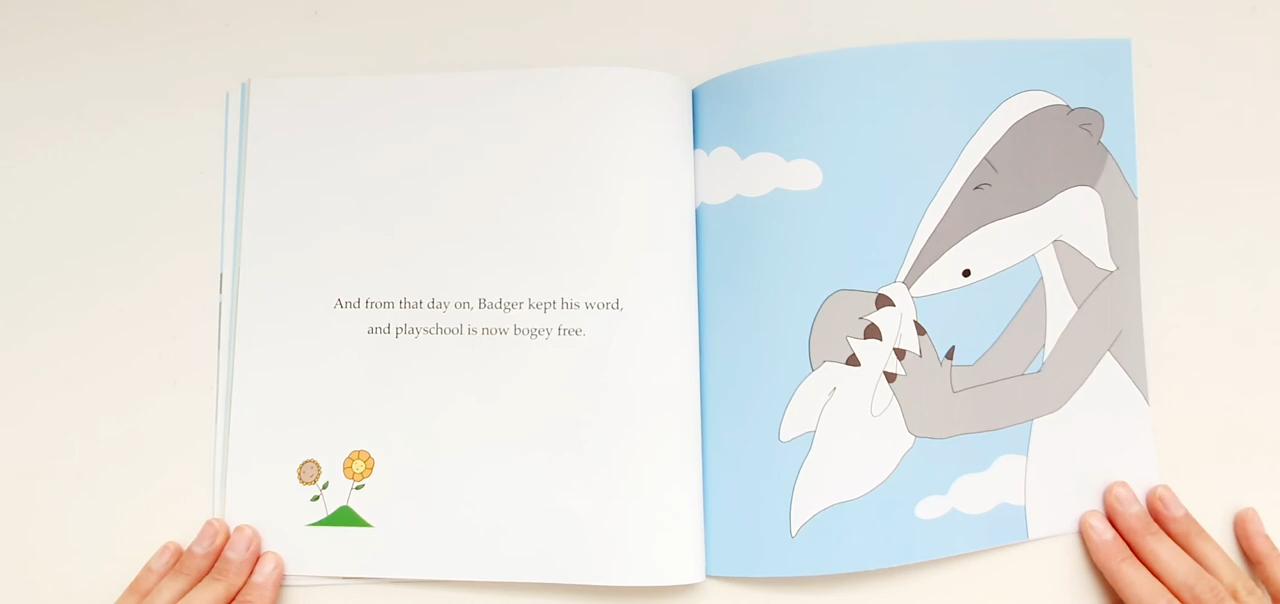 And from that day on, Badger kept his word,
and playschool is now bogey free.